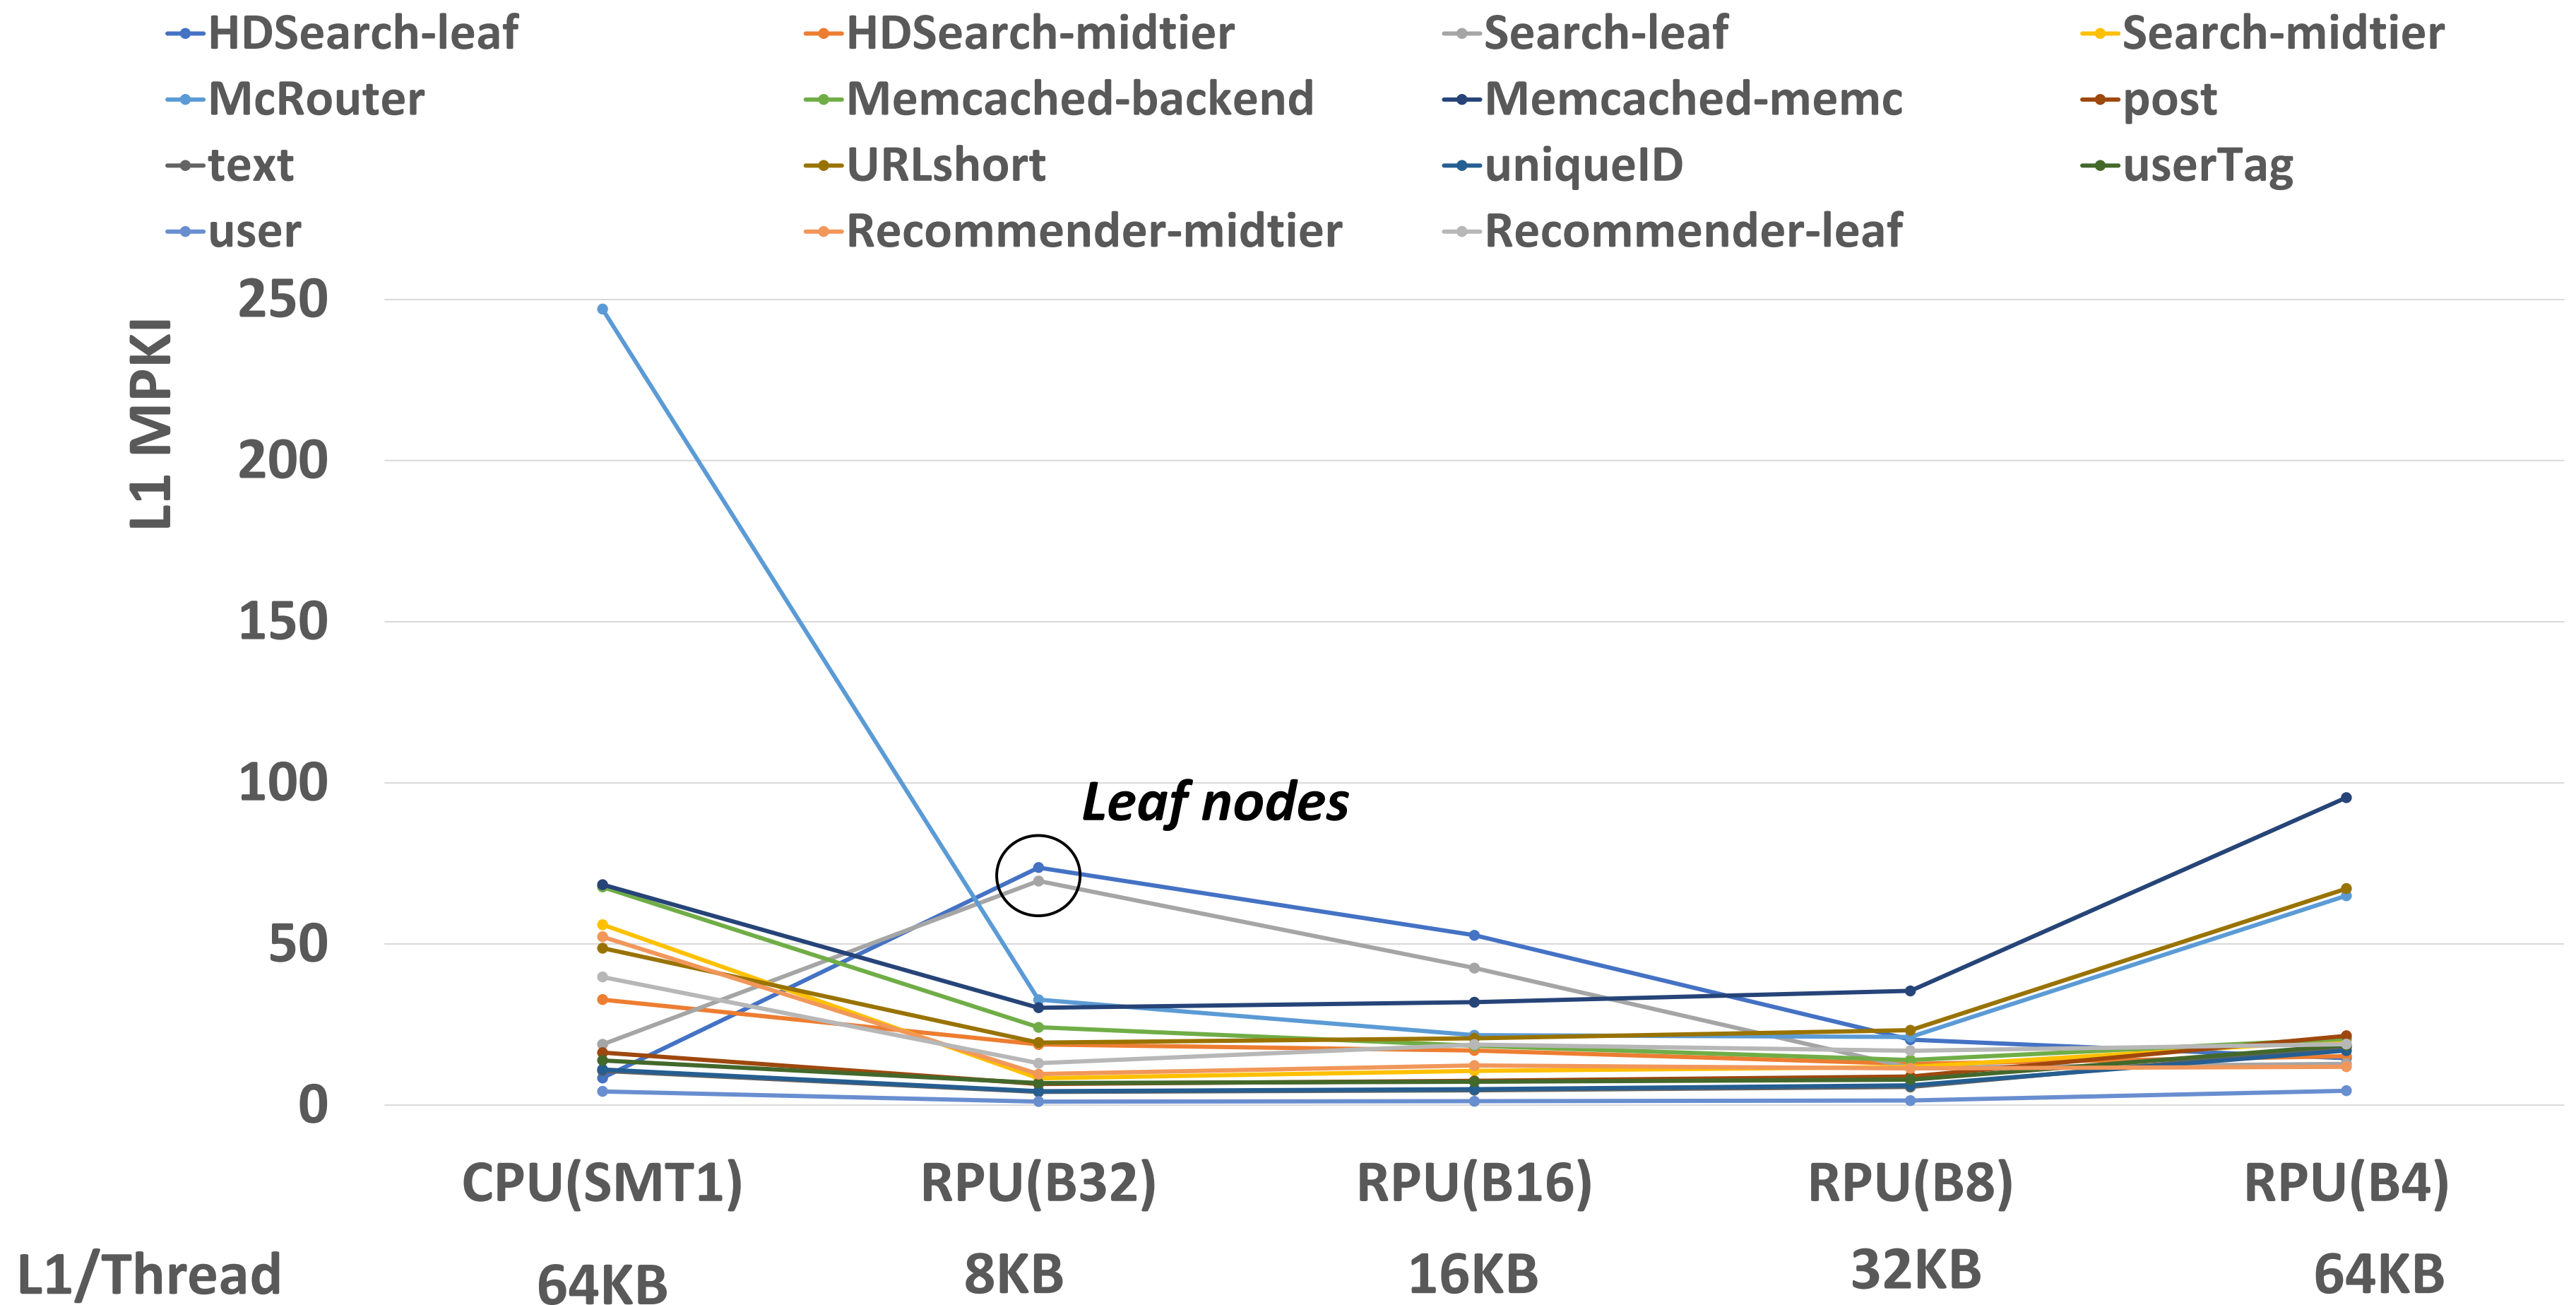 HDSearch-leaf HDSearch-midtier Search-leaf Search-midtier
McRouter Memcached-backend Memcached-memc post
text URLshort uniqueID userTag
user Recommender-midtier Recommender-leaf
L1 MPKI
250
200
150
100
50
0
Leaf nodes
CPU(SMT1) RPU(B32) RPU(B16) RPU(B8) RPU(B4)
L1/Thread 64KB 8KB 16KB 32KB 64KB